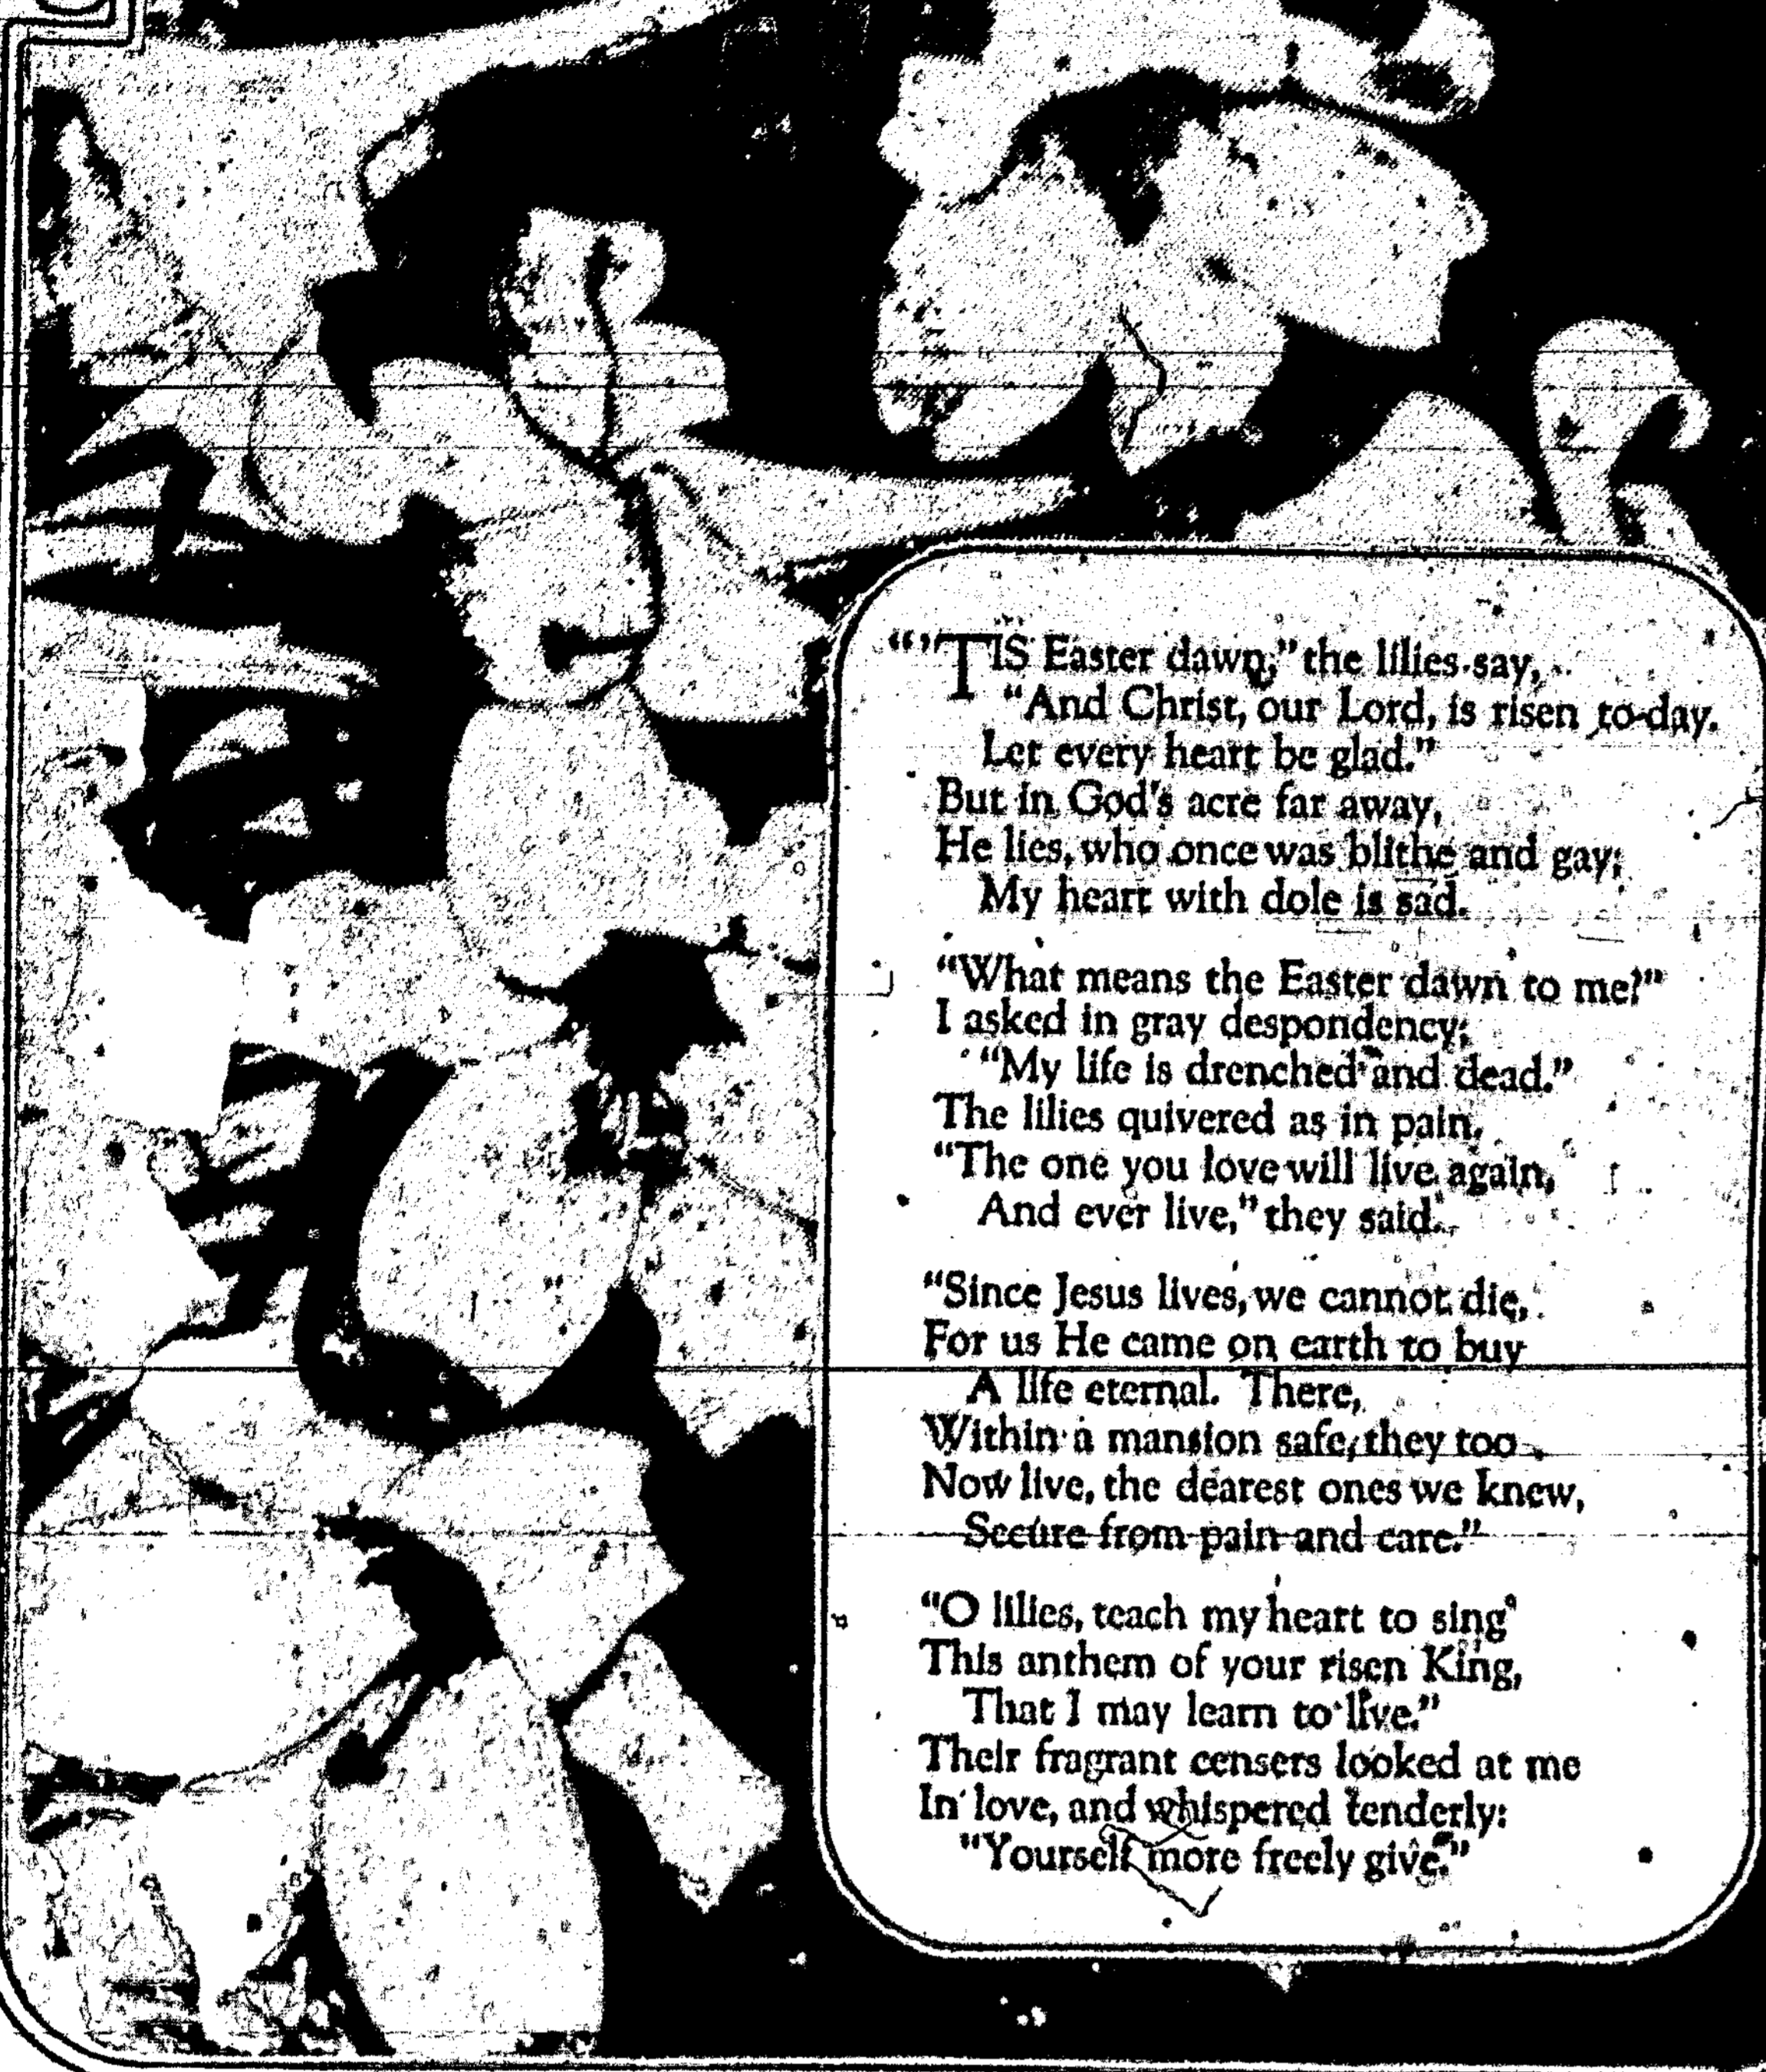 "'TIS Easter dawn," the lilies say,
"And Christ, our Lord, is risen to-day.
Let every heart be glad."
But in God's acre far away,
He lies, who once was blithe and gay;
My heart with dole is sad.
"What means the Easter dawn to me?"
I asked in gray despondency;
"My life is drenched and dead."
The lilies quivered as in pain,
"The one you love will live again,
And ever live," they said.
"Since Jesus lives, we cannot die,
For us He came on earth to buy
A life eternal. There,
Within a mansion safe, they too
Now live, the dearest ones we knew,
Secure from pain and care."
"O lilies, teach my heart to sing
This anthem of your risen King,
That I may learn to live."
Their fragrant censers looked at me
In love, and whispered tenderly:
"Yourself more freely give."